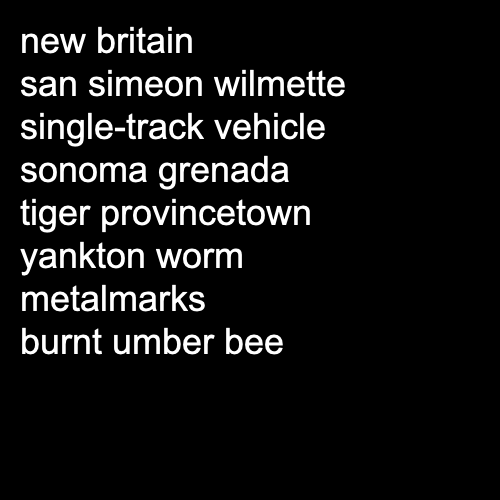 new britain
san simeon wilmette
single-track vehicle
sonoma grenada
tiger provincetown
yankton worm
metalmarks
burnt umber bee